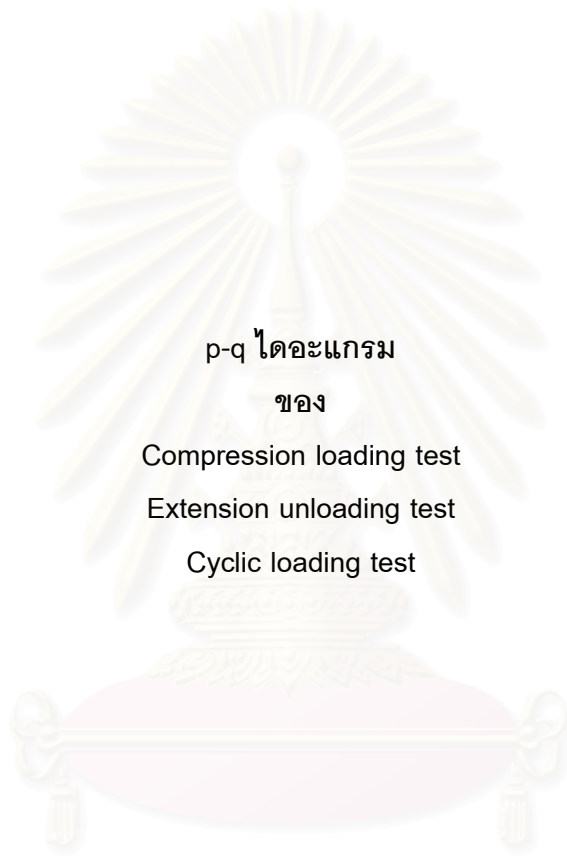 p-q ไดอะแกรม
ของ
Compression loading test
Extension unloading test
Cyclic loading test